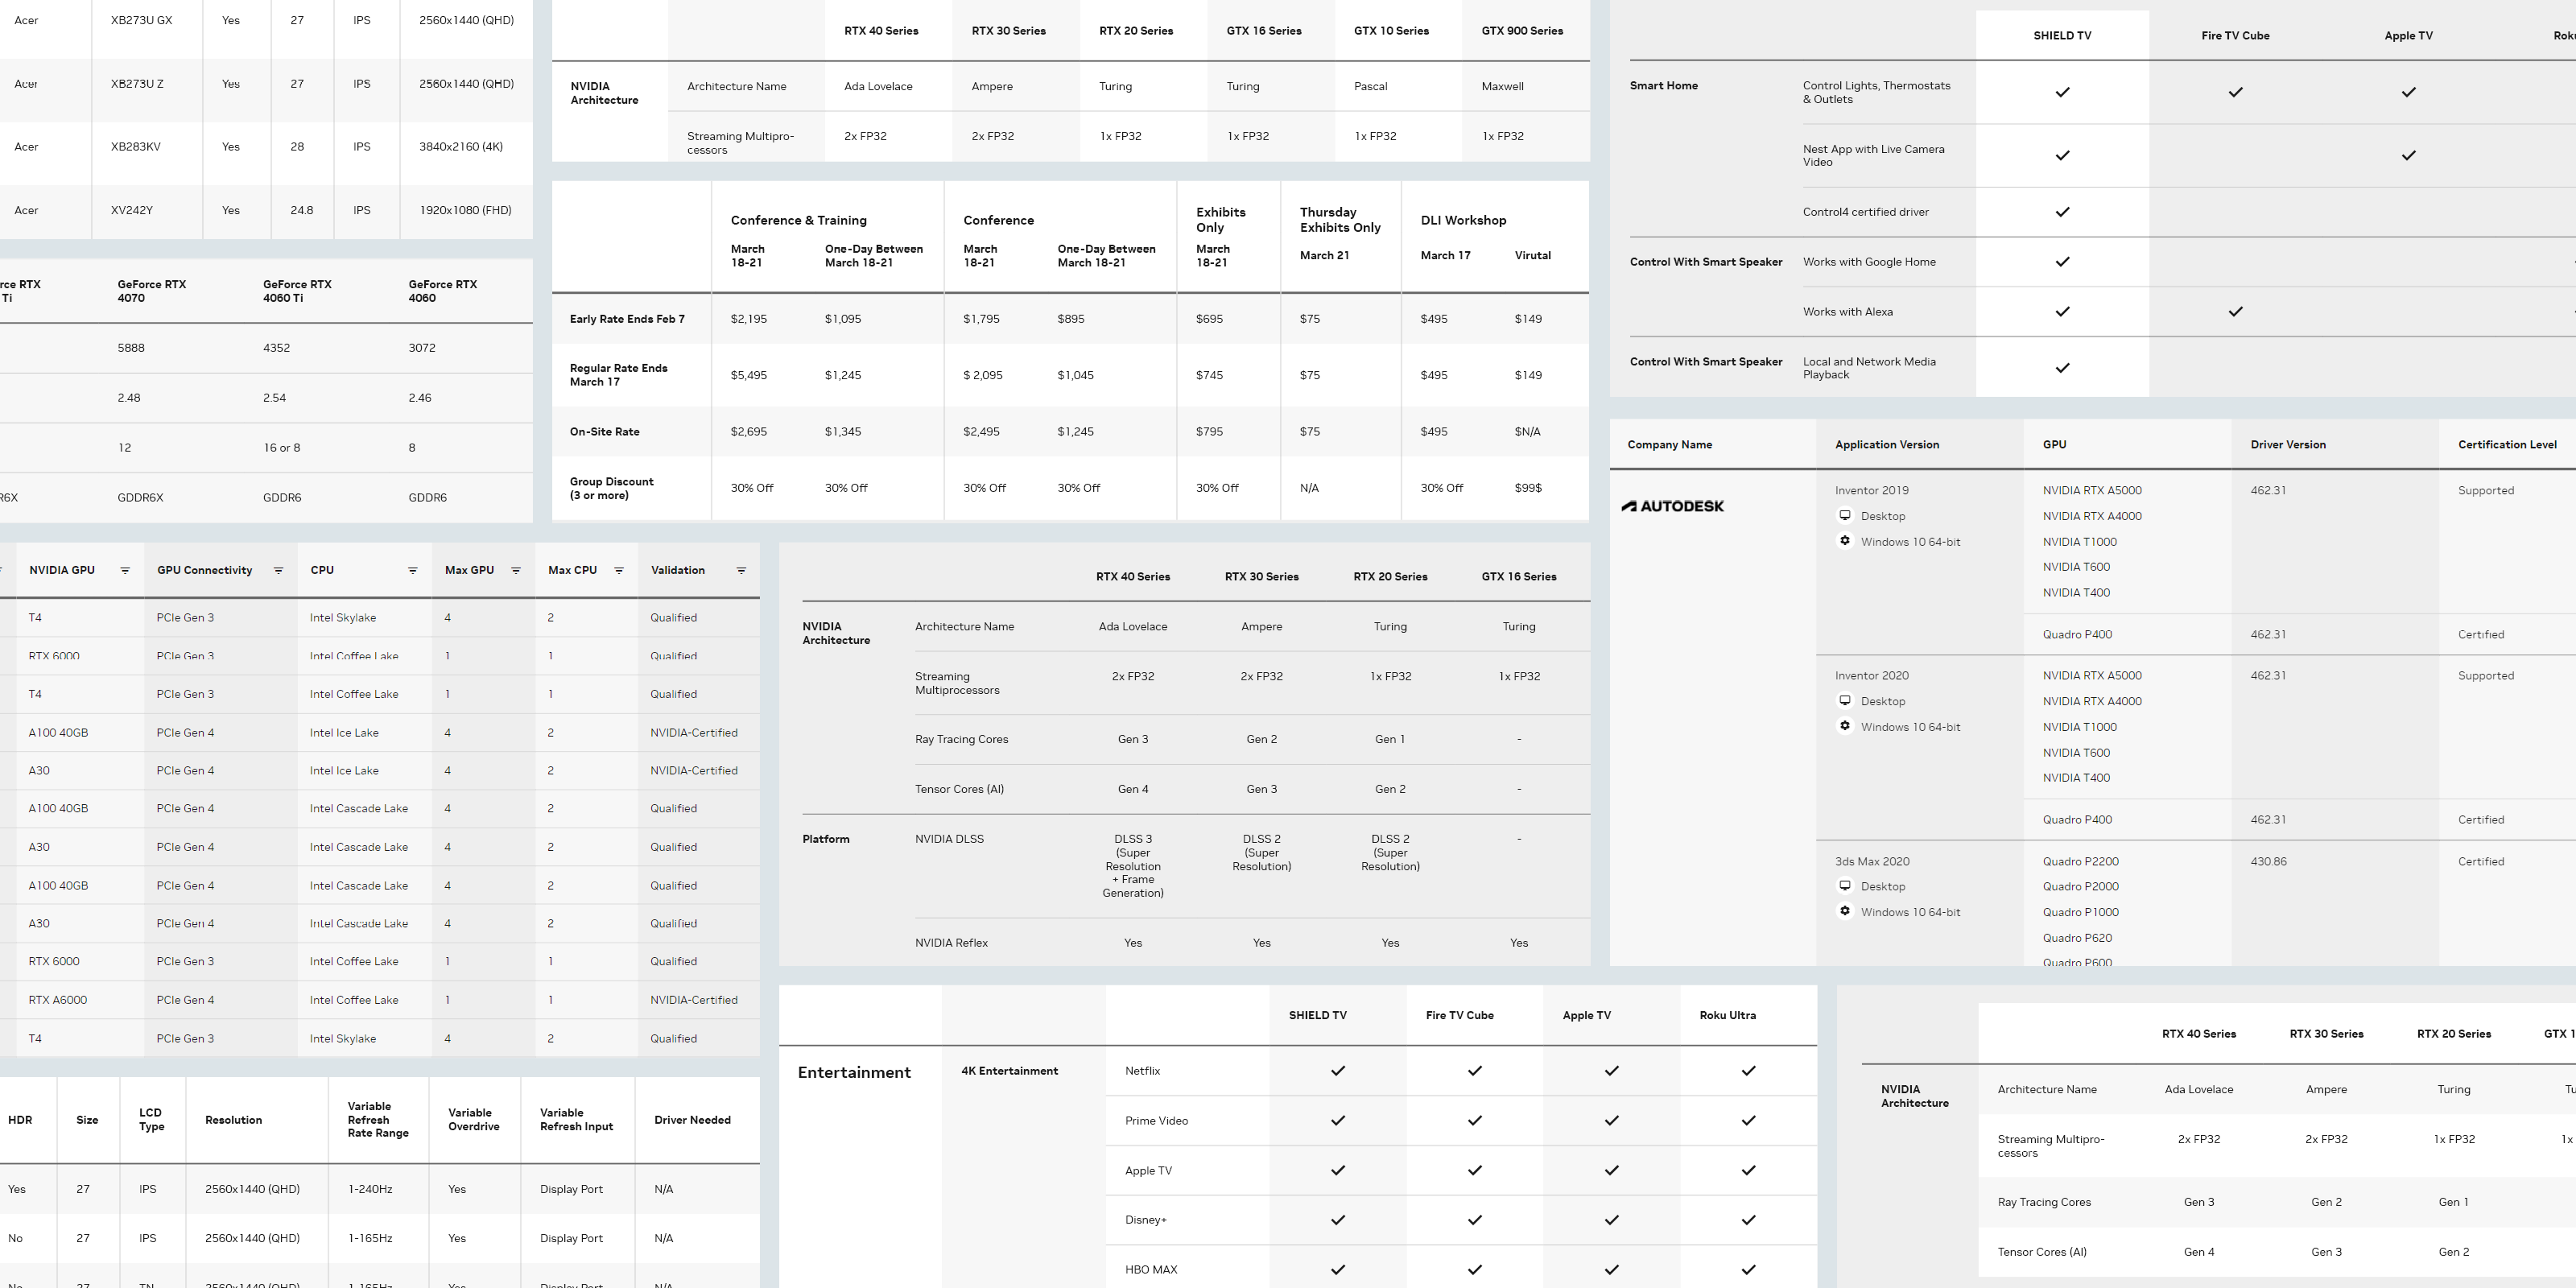 Acer XB273U GX Yes 27 IPS 2560x1440 (QHD)
Acer XB273U Z Yes 27 IPS 2560x1440 (QHD)
Acer XB283KV Yes 28 IPS 3840x2160 (4K)
Acer XV242Y Yes 24.8 IPS 1920x1080 (FHD)
RTX 40 Series RTX 30 Series RTX 20 Series GTX 16 Series GTX 10 Series GTX 900 Series
NVIDIA Architecture Architecture Name Ada Lovelace Ampere Turing Turing Pascal Maxwell
Streaming Multipro-
cessors 2x FP32 2x FP32 1x FP32 1x FP32 1x FP32 1x FP32
SHIELD TV Fire TV Cube Apple TV
Smart Home Control Lights, Thermostats
& Outlets ✓ ✓ ✓
Nest App with Live Camera
Video ✓ ✓
Control4 certified driver ✓
Control With Smart Speaker Works with Google Home ✓
Works with Alexa ✓ ✓
Control With Smart Speaker Local and Network Media
Playback ✓
RTX GeForce RTX GeForce RTX GeForce RTX
Ti 4070 4060 Ti 4060
5888 4352 3072
2.48 2.54 2.46
12 16 or 8 8
GDDR6X GDDR6 GDDR6
Conference & Training Conference Exhibits Only Thursday Exhibits Only DLI Workshop
March 18-21 One-Day Between March 18-21 March 18-21 One-Day Between March 18-21 March 18-21 March 21 March 17 Virutal
Early Rate Ends Feb 7 $2,195 $1,095 $1,795 $895 $695 $75 $495 $149
Regular Rate Ends March 17 $5,495 $1,245 $ 2,095 $1,045 $745 $75 $495 $149
On-Site Rate $2,695 $1,345 $2,495 $1,245 $795 $75 $495 $N/A
Group Discount (3 or more) 30% Off 30% Off 30% Off 30% Off 30% Off N/A 30% Off $99$
Company Name Application Version GPU Driver Version Certification Level
AUTODESK Inventor 2019 NVIDIA RTX A5000 462.31 Supported
Desktop NVIDIA RTX A4000
Windows 10 64-bit NVIDIA T1000
NVIDIA T600
NVIDIA T400
Quadro P400 462.31 Certified
Inventor 2020 NVIDIA RTX A5000 462.31 Supported
Desktop NVIDIA RTX A4000
Windows 10 64-bit NVIDIA T1000
NVIDIA T600
NVIDIA T400
Quadro P400 462.31 Certified
3ds Max 2020 Quadro P2200 430.86 Certified
Desktop Quadro P2000
Windows 10 64-bit Quadro P1000
Quadro P620
Quadro P600
NVIDIA GPU GPU Connectivity CPU Max GPU Max CPU Validation
T4 PCIe Gen 3 Intel Skylake 4 2 Qualified
RTX 6000 PCIe Gen 3 Intel Coffee Lake 1 1 Qualified
T4 PCIe Gen 3 Intel Coffee Lake 1 1 Qualified
A100 40GB PCIe Gen 4 Intel Ice Lake 4 2 NVIDIA-Certified
A30 PCIe Gen 4 Intel Ice Lake 4 2 NVIDIA-Certified
A100 40GB PCIe Gen 4 Intel Cascade Lake 4 2 Qualified
A30 PCIe Gen 4 Intel Cascade Lake 4 2 Qualified
A100 40GB PCIe Gen 4 Intel Cascade Lake 4 2 Qualified
A30 PCIe Gen 4 Intel Cascade Lake 4 2 Qualified
RTX 6000 PCIe Gen 3 Intel Coffee Lake 1 1 Qualified
RTX A6000 PCIe Gen 4 Intel Coffee Lake 1 1 NVIDIA-Certified
T4 PCIe Gen 3 Intel Skylake 4 2 Qualified
RTX 40 Series RTX 30 Series RTX 20 Series GTX 16 Series
NVIDIA Architecture Architecture Name Ada Lovelace Ampere Turing Turing
Streaming
Multiprocessors 2x FP32 2x FP32 1x FP32 1x FP32
Ray Tracing Cores Gen 3 Gen 2 Gen 1 -
Tensor Cores (AI) Gen 4 Gen 3 Gen 2 -
Platform NVIDIA DLSS DLSS 3 DLSS 2 DLSS 2 -
(Super (Super (Super
Resolution Resolution) Resolution)
+ Frame
Generation)
NVIDIA Reflex Yes Yes Yes Yes
HDR Size LCD Type Resolution Variable Refresh Rate Range Variable Overdrive Variable Refresh Input Driver Needed
Yes 27 IPS 2560x1440 (QHD) 1-240Hz Yes Display Port N/A
No 27 IPS 2560x1440 (QHD) 1-165Hz Yes Display Port N/A
No 27 TN 2560x1440 (QHD) 1-165Hz Yes Display Port N/A
SHIELD TV Fire TV Cube Apple TV Roku Ultra
Entertainment 4K Entertainment Netflix ✓ ✓ ✓ ✓
Prime Video ✓ ✓ ✓ ✓
Apple TV ✓ ✓ ✓ ✓
Disney+ ✓ ✓ ✓ ✓
HBO MAX ✓ ✓ ✓ ✓
RTX 40 Series RTX 30 Series RTX 20 Series GTX 1
NVIDIA Architecture Architecture Name Ada Lovelace Ampere Turing
Streaming Multipro-
cessors 2x FP32 2x FP32 1x FP32 1x
Ray Tracing Cores Gen 3 Gen 2 Gen 1
Tensor Cores (AI) Gen 4 Gen 3 Gen 2